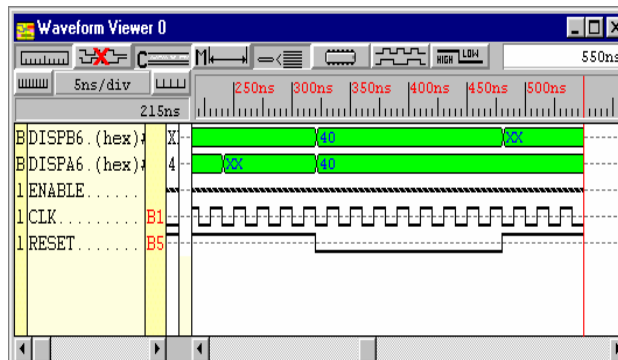 Waveform Viewer 0
C M HIGH LOW 550ns
5ns/div 250ns 300ns 350ns 400ns 450ns 500ns
215ns
B DISPB6.(hex)# X 40 XX
B DISPA6.(hex)# 4 XX 40
1 ENABLE......
1 CLK........ B1
1 RESET...... B5